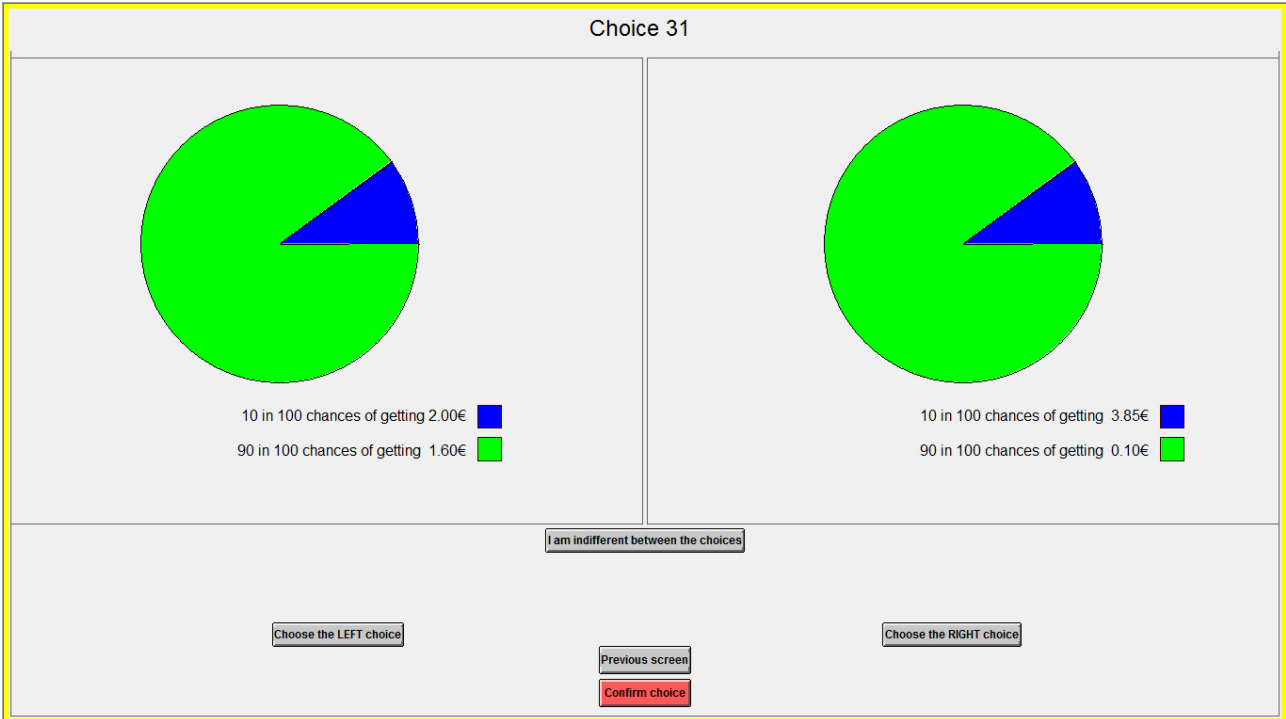 Choice 31
10 in 100 chances of getting 2.00€
90 in 100 chances of getting 1.60€
10 in 100 chances of getting 3.85€
90 in 100 chances of getting 0.10€
I am indifferent between the choices
Choose the LEFT choice
Choose the RIGHT choice
Previous screen
Confirm choice